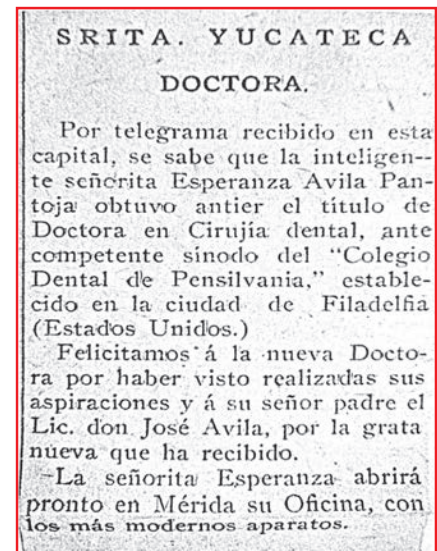 SRITA. YUCATECA
DOCTORA.
Por telegrama recibido en esta
capital, se sabe que la inteligen--
te señorita Esperanza Avila Pan-
toja obtuvo antier el título de
Doctora en Cirujía dental, ante
competente sínodo del “Colegio
Dental de Pensilvania,” estable-
cido en la ciudad de Filadelfia
(Estados Unidos.)
Felicitamos á la nueva Docto-
ra por haber visto realizadas sus
aspiraciones y á su señor padre el
Lic. don José Avila, por la grata
nueva que ha recibido.
-La señorita Esperanza abrirá
pronto en Mérida su Oficina, con
los más modernos aparatos.